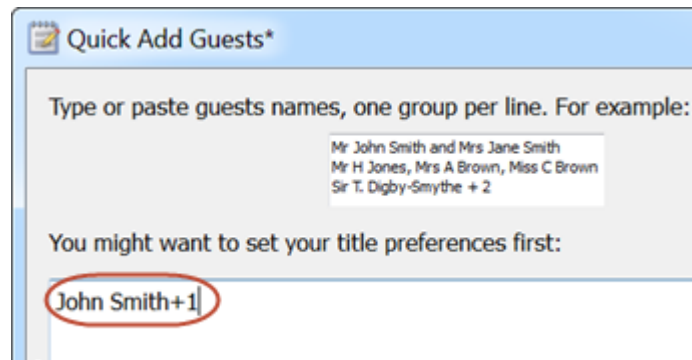 Quick Add Guests*
Type or paste guests names, one group per line. For example:
Mr John Smith and Mrs Jane Smith
Mr H Jones, Mrs A Brown, Miss C Brown
Sir T. Digby-Smythe + 2
You might want to set your title preferences first:
John Smith+1